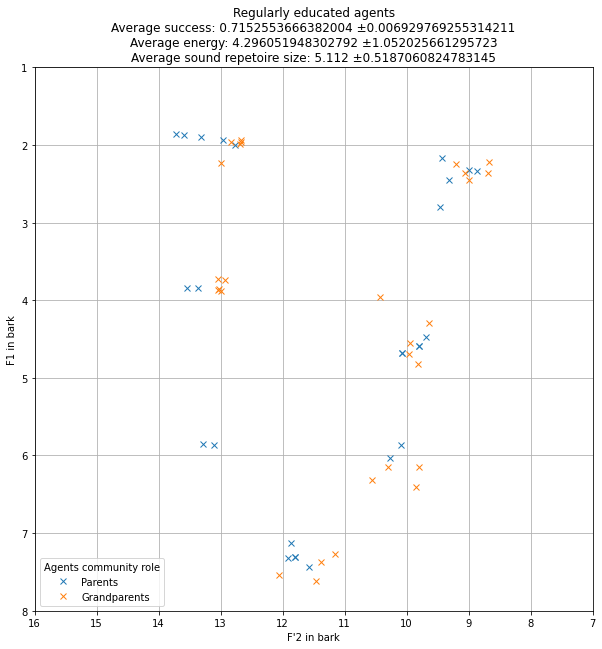 Regularly educated agents
Average success: 0.7152553666382004 ±0.006929769255314211
Average energy: 4.296051948302792 ±1.052025661295723
Average sound repetoire size: 5.112 ±0.5187060824783145
1
2
3
4
5
6
7
8
F1 in bark
Agents community role
Parents
Grandparents
16 15 14 13 12 11 10 9 8 7
F'2 in bark